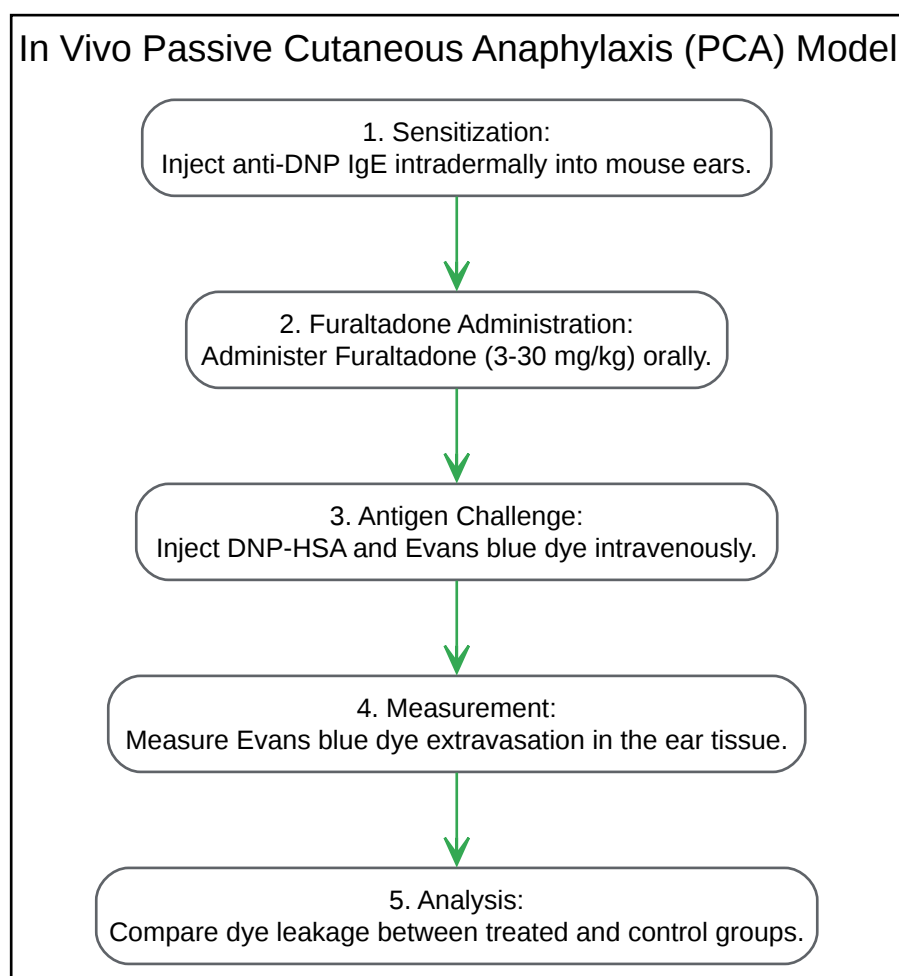 In Vivo Passive Cutaneous Anaphylaxis (PCA) Model
1. Sensitization:
Inject anti-DNP IgE intradermally into mouse ears.
2. Furaltadone Administration:
Administer Furaltadone (3-30 mg/kg) orally.
3. Antigen Challenge:
Inject DNP-HSA and Evans blue dye intravenously.
4. Measurement:
Measure Evans blue dye extravasation in the ear tissue.
5. Analysis:
Compare dye leakage between treated and control groups.